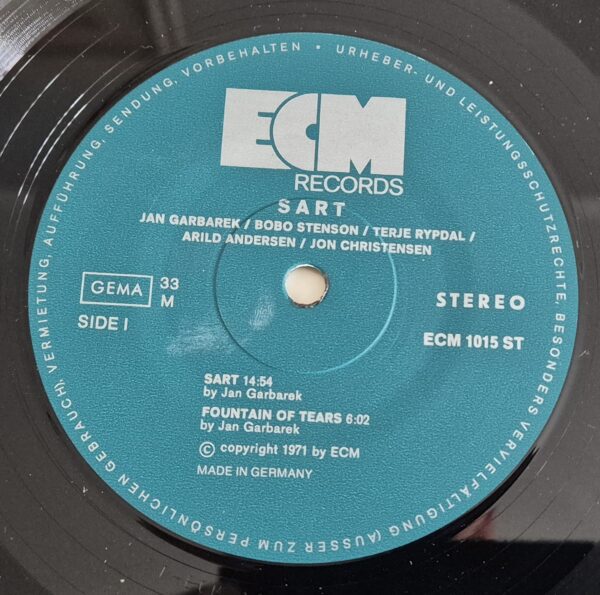 URHEBER- UND LEISTUNGSSCHUTZRECHTE, BESONDERS VERVIELFÄLTIGUNG (AUSSER ZUM PERSÖNLICHEN GEBRAUCH), VERMIETUNG, AUFFÜHRUNG, SENDUNG, VORBEHALTEN •
ECM
RECORDS
SART
JAN GARBAREK / BOBO STENSON / TERJE RYPDAL /
ARILD ANDERSEN / JON CHRISTENSEN
GEMA 33
M
STEREO
SIDE I
ECM 1015 ST
SART 14:54
by Jan Garbarek
FOUNTAIN OF TEARS 6:02
by Jan Garbarek
© copyright 1971 by ECM
MADE IN GERMANY